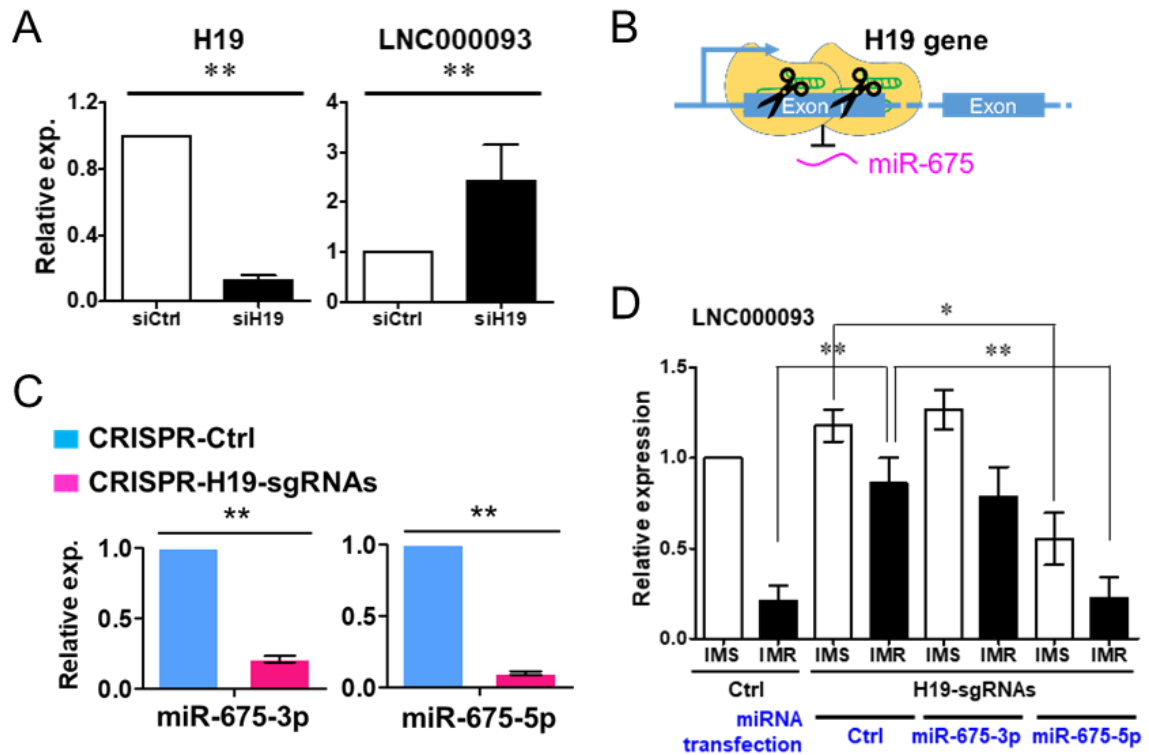 A
H19
**
Relative exp.
1.2
0.8
0.4
0.0
siCtrl
siH19
LNC000093
**
4
3
2
1
0
siCtrl
siH19
B
H19 gene
Exon
Exon
miR-675
C
CRISPR-Ctrl
CRISPR-H19-sgRNAs
**
Relative exp.
1.0
0.5
0.0
miR-675-3p
**
1.0
0.5
0.0
miR-675-5p
D
LNC000093
*
** **
Relative expression
1.5
1.0
0.5
0.0
IMS IMR IMS IMR IMS IMR IMS IMR
Ctrl H19-sgRNAs
miRNA
transfection
Ctrl miR-675-3p miR-675-5p